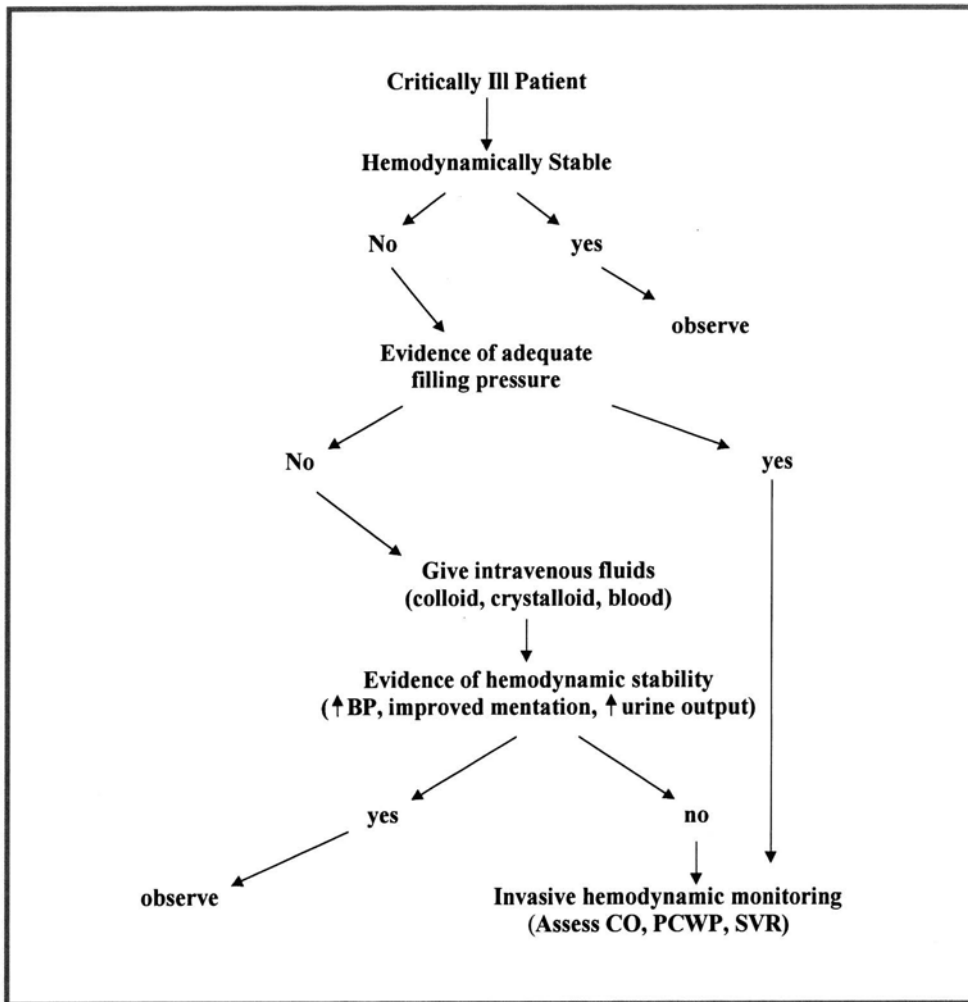 Critically Ill Patient
Hemodynamically Stable
No
yes
observe
Evidence of adequate
filling pressure
No
yes
Give intravenous fluids
(colloid, crystalloid, blood)
Evidence of hemodynamic stability
(↑BP, improved mentation, ↑urine output)
yes
no
observe
Invasive hemodynamic monitoring
(Assess CO, PCWP, SVR)